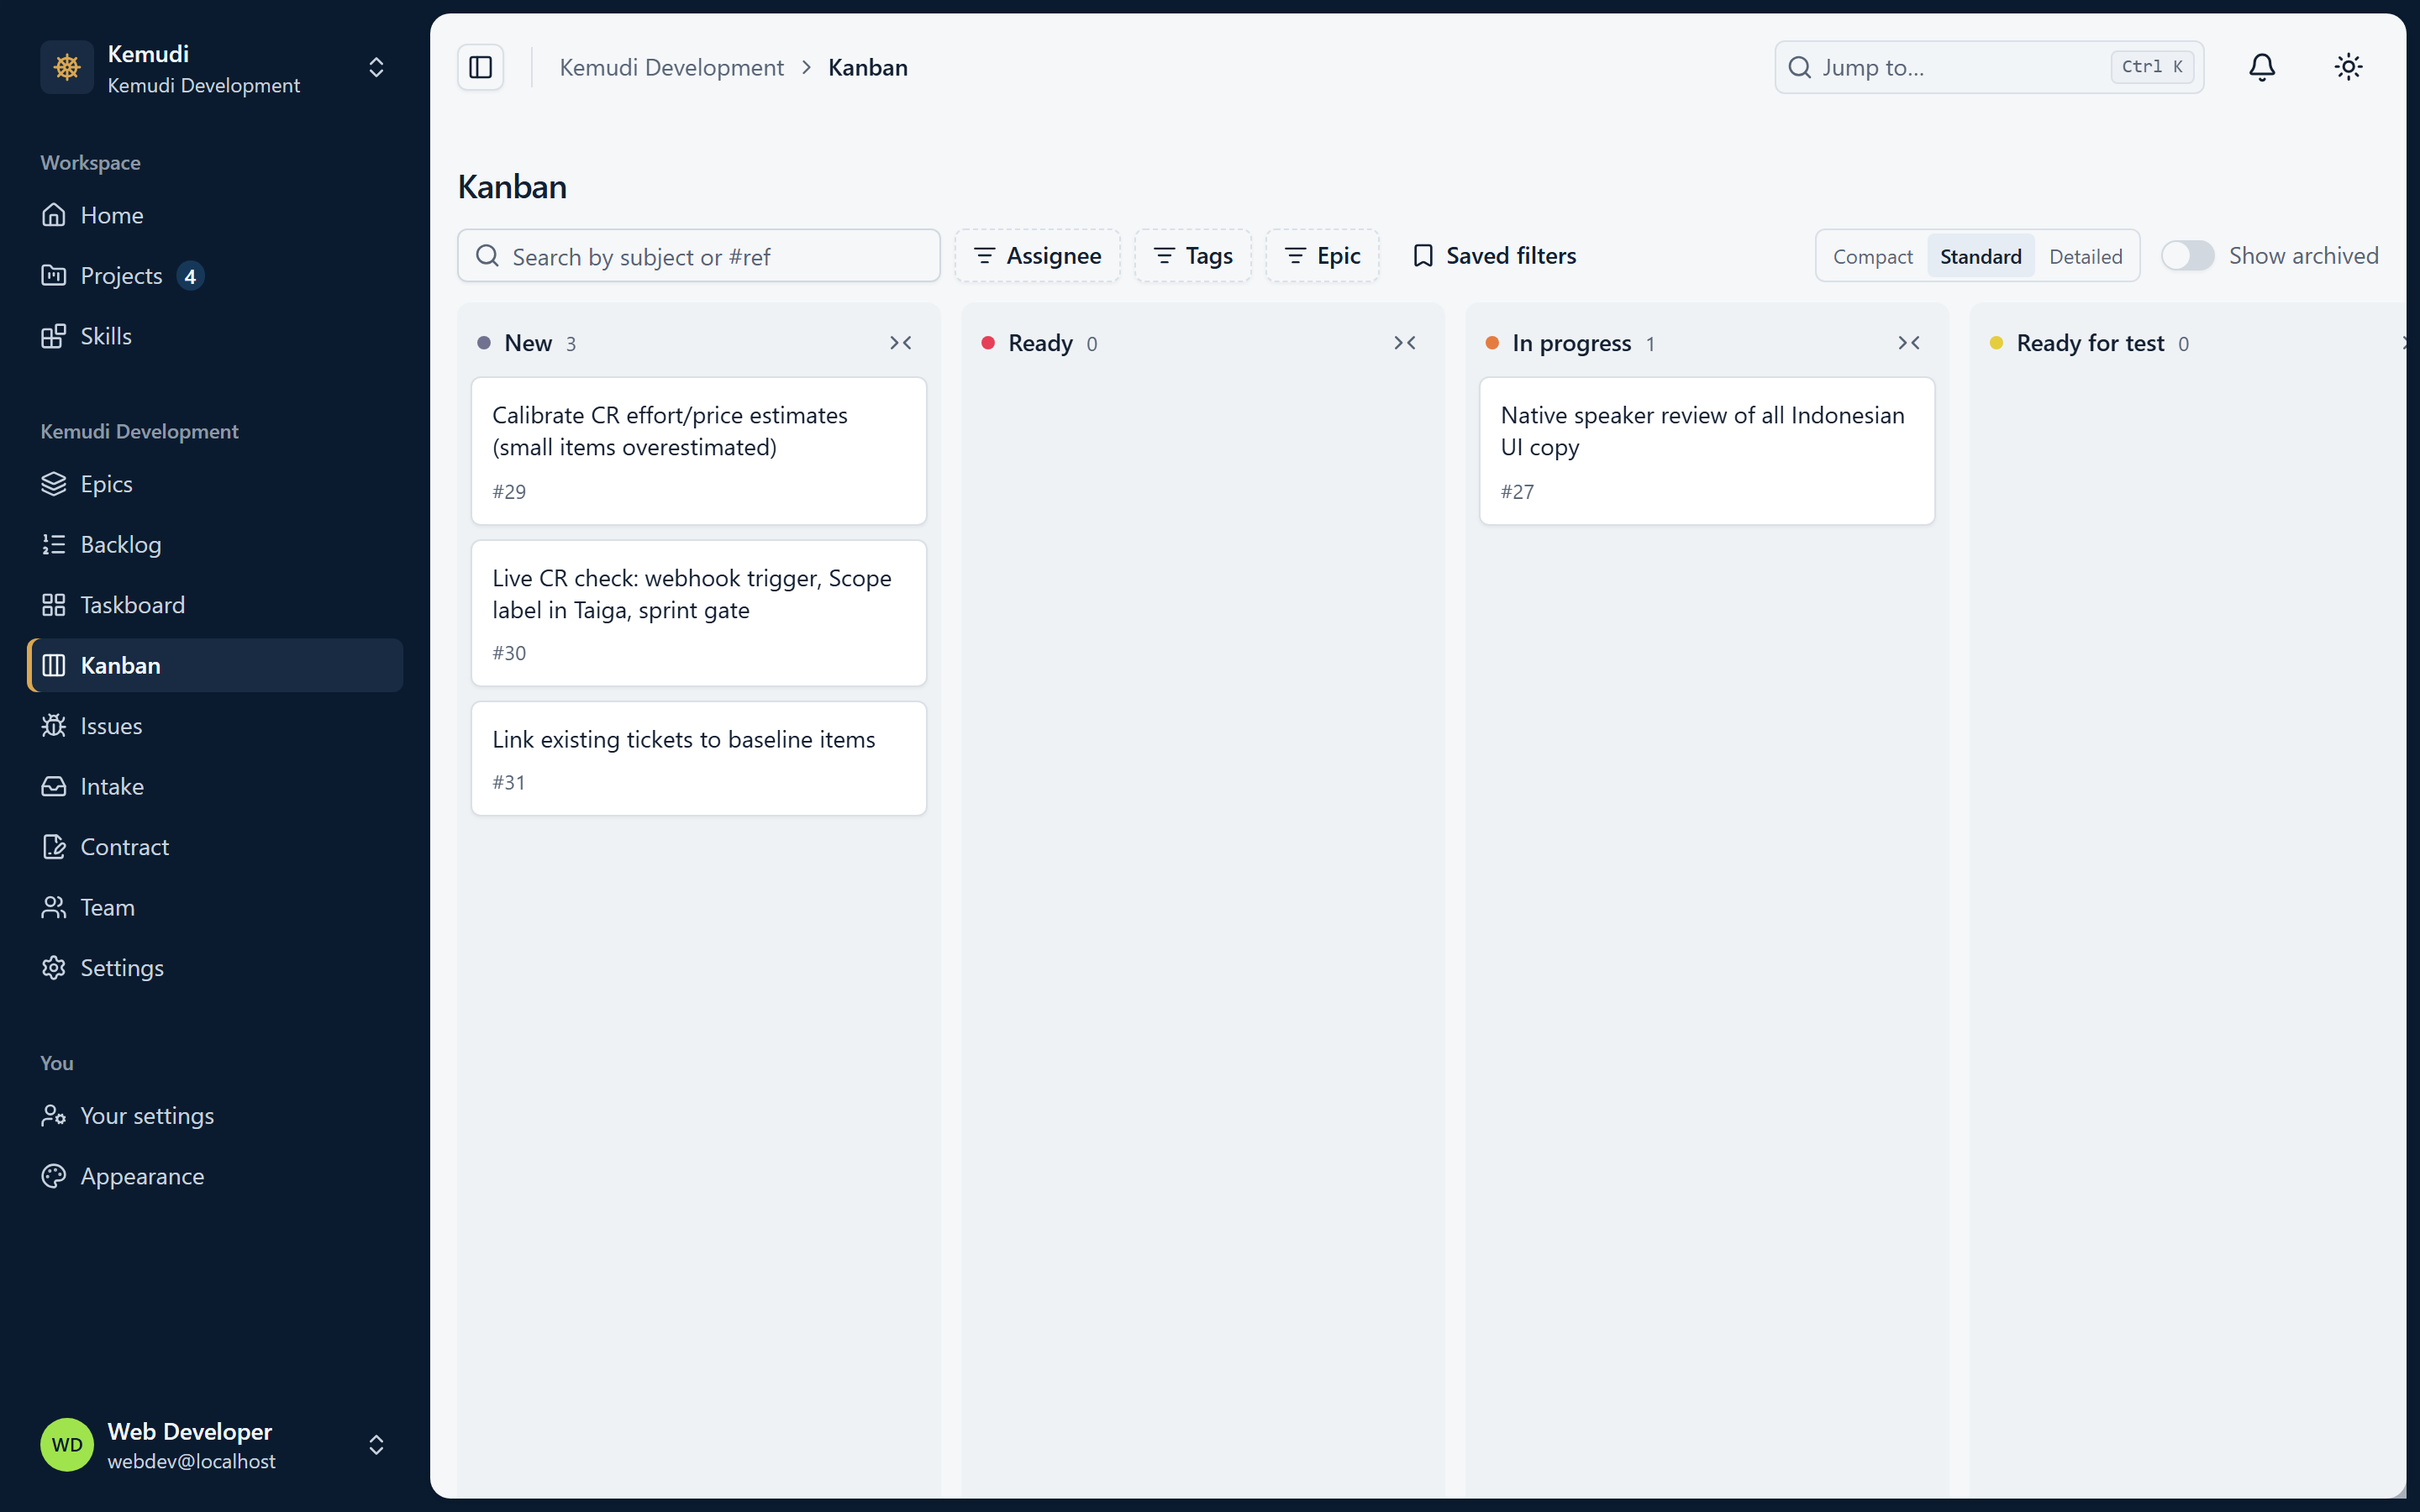 Kemudi
Kemudi Development
Workspace
Home
Projects 4
Skills
Kemudi Development
Epics
Backlog
Taskboard
Kanban
Issues
Intake
Contract
Team
Settings
You
Your settings
Appearance
WD
Web Developer
webdev@localhost
Kemudi Development > Kanban
Jump to...
Ctrl K
Kanban
Search by subject or #ref
Assignee
Tags
Epic
Saved filters
Compact
Standard
Detailed
Show archived
New 3
Calibrate CR effort/price estimates
(small items overestimated)
#29
Live CR check: webhook trigger, Scope
label in Taiga, sprint gate
#30
Link existing tickets to baseline items
#31
Ready 0
In progress 1
Native speaker review of all Indonesian
UI copy
#27
Ready for test 0